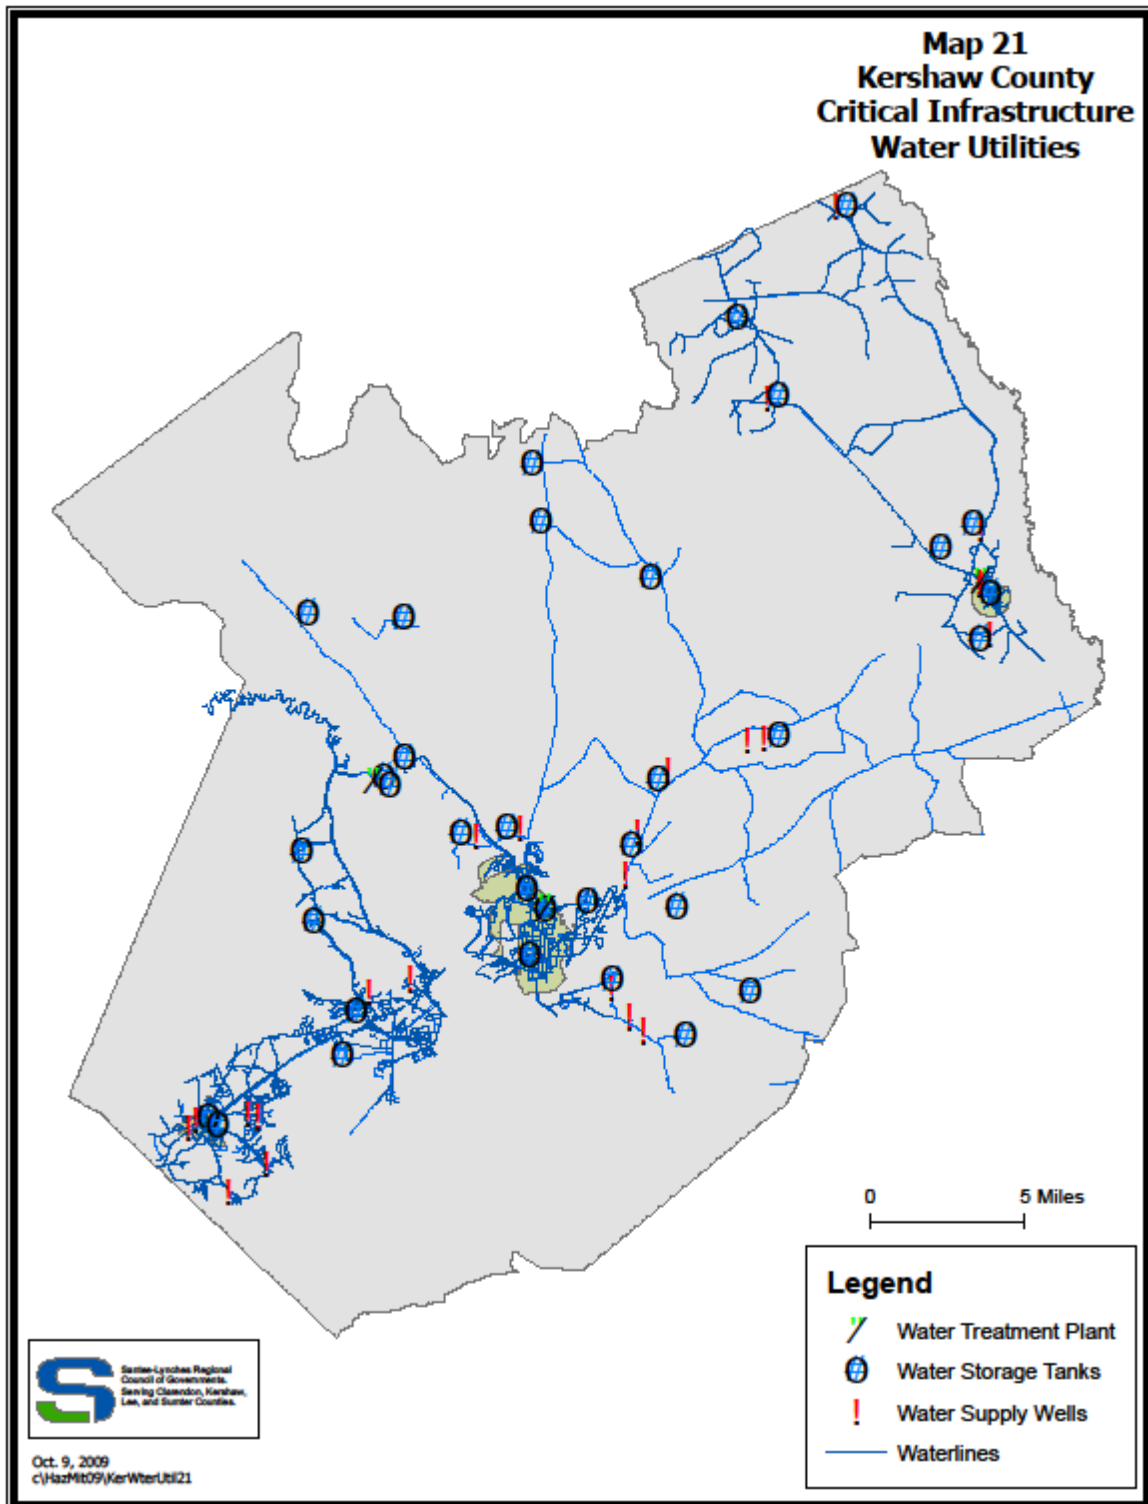 Map 21
Kershaw County
Critical Infrastructure
Water Utilities
0 5 Miles
Legend
Water Treatment Plant
Water Storage Tanks
Water Supply Wells
Waterlines
Santee-Lynches Regional
Council of Governments.
Serving Clarendon, Kershaw,
Lee, and Sumter Counties.
Oct. 9, 2009
c\HazMit09\KerWterUtil21